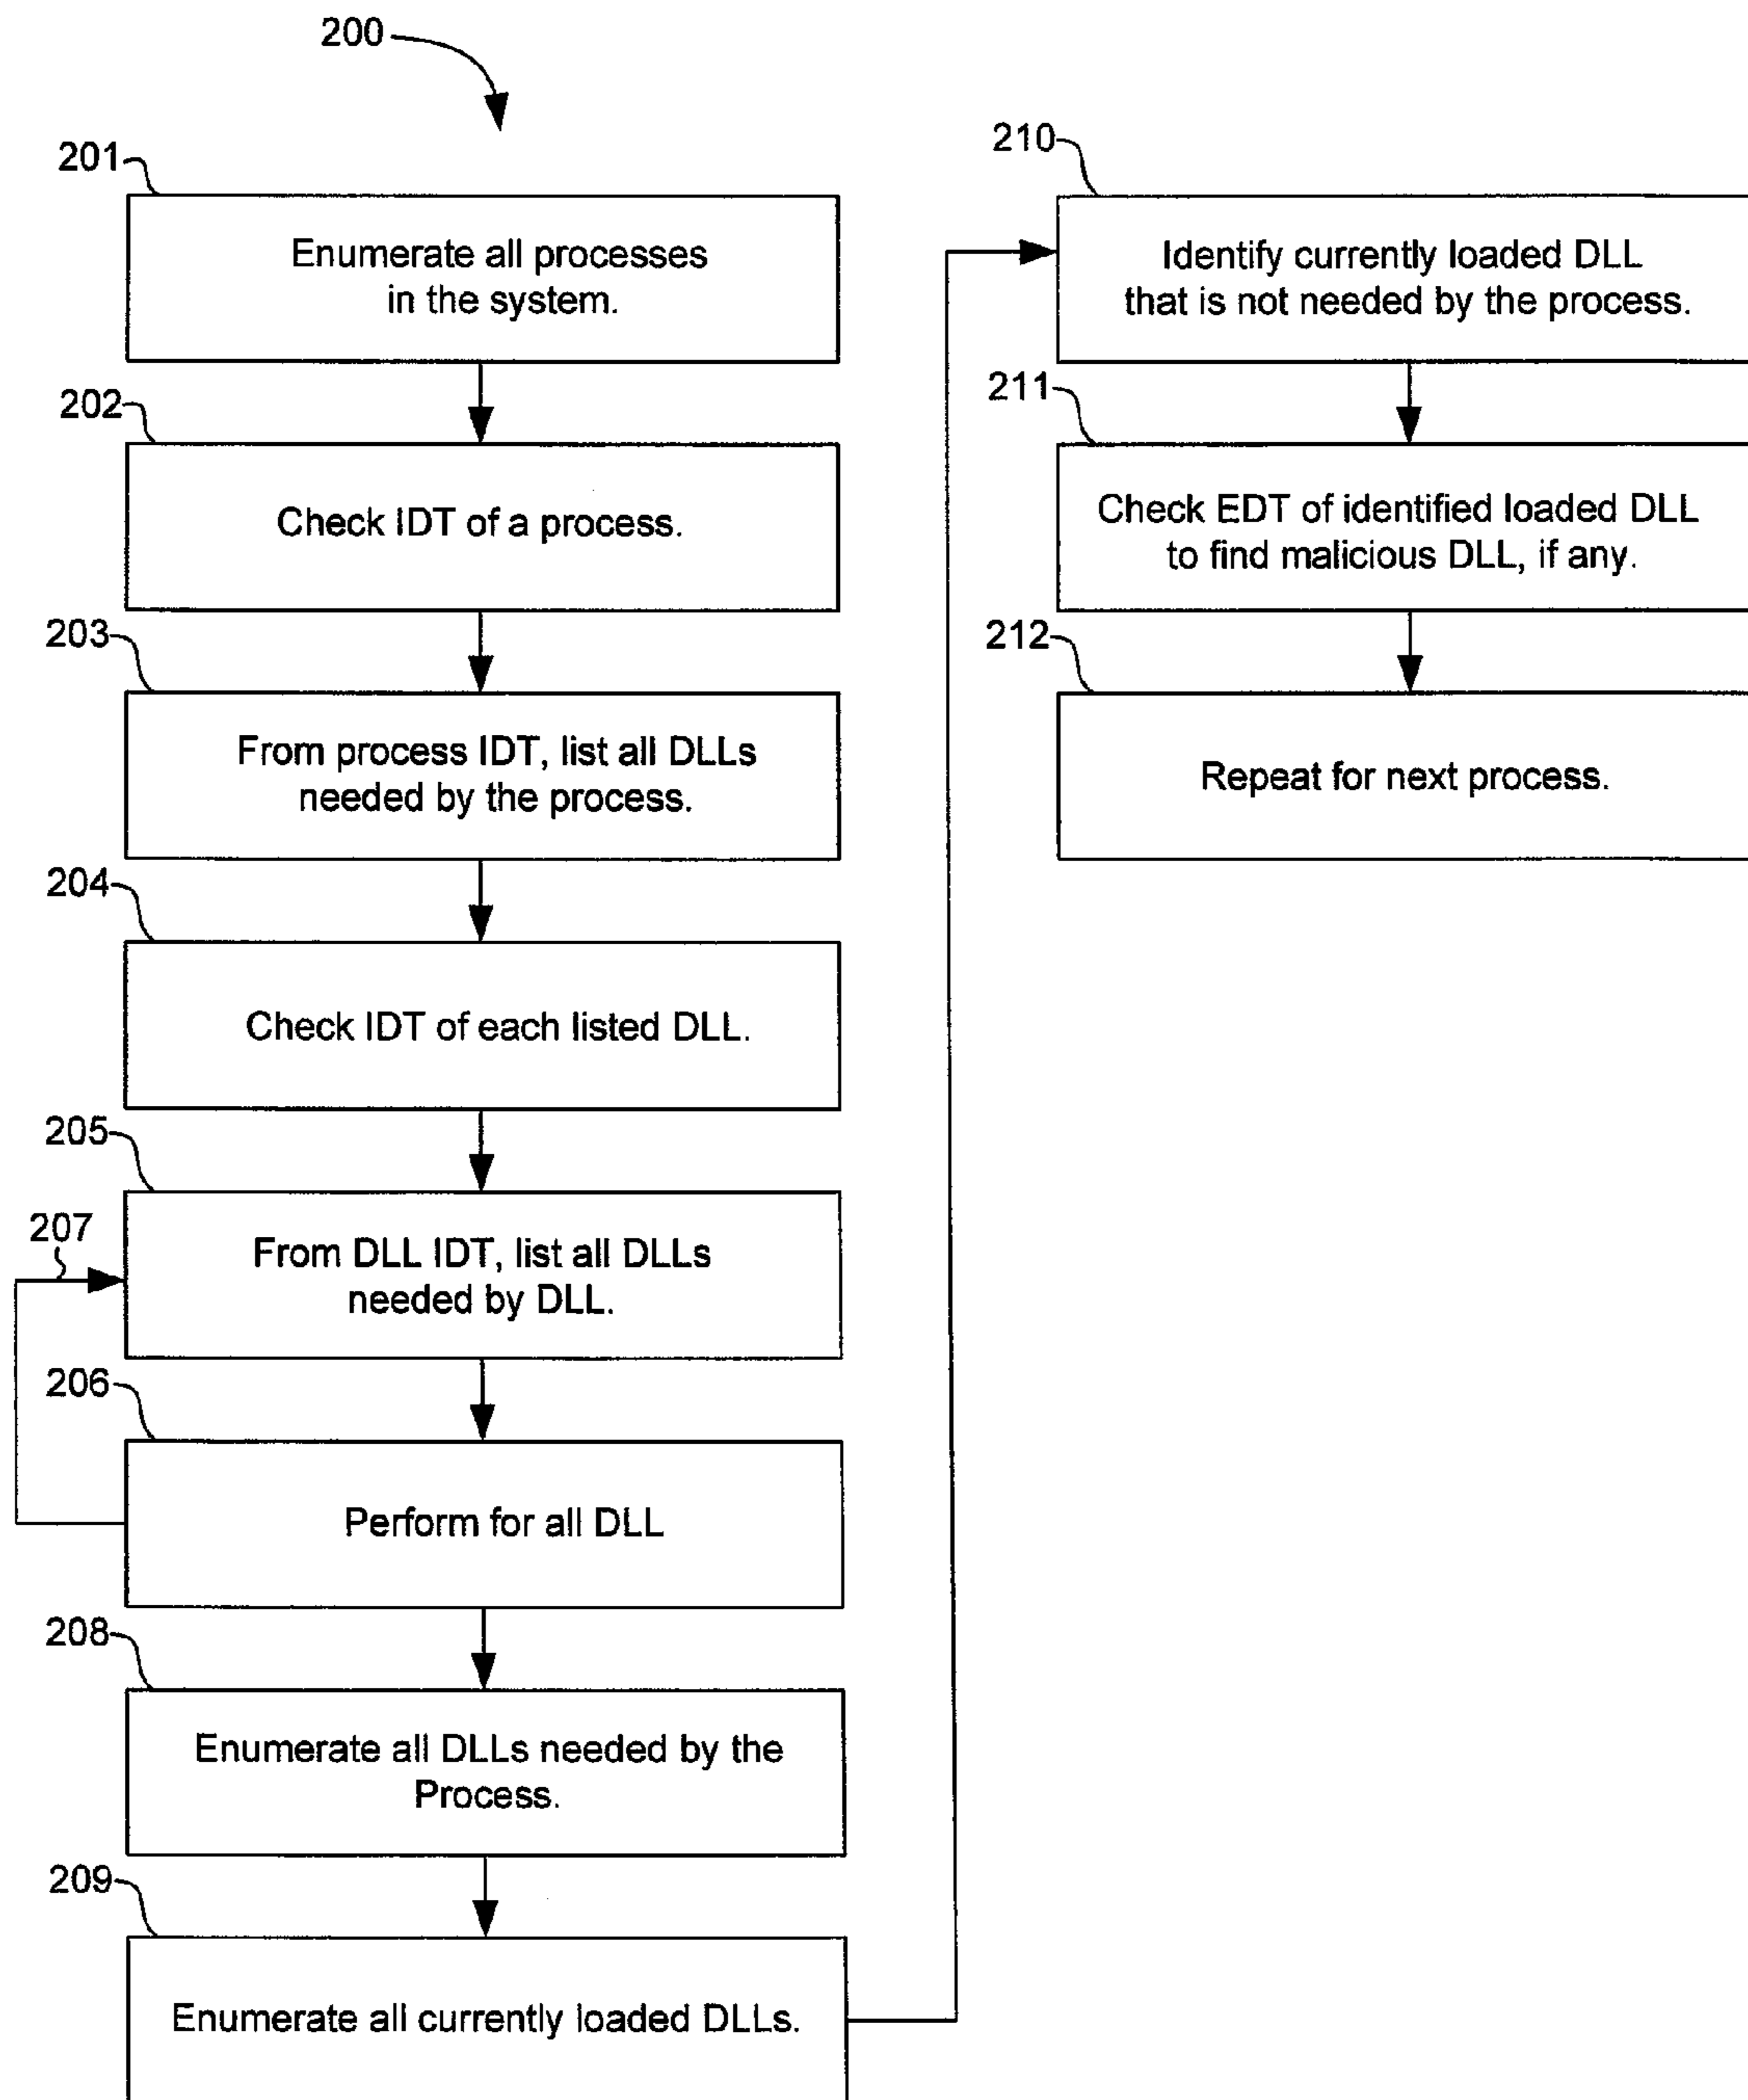 200
201
Enumerate all processes
in the system.
202
Check IDT of a process.
203
From process IDT, list all DLLs
needed by the process.
204
Check IDT of each listed DLL.
205
207
From DLL IDT, list all DLLs
needed by DLL.
206
Perform for all DLL
208
Enumerate all DLLs needed by the
Process.
209
Enumerate all currently loaded DLLs.
210
Identify currently loaded DLL
that is not needed by the process.
211
Check EDT of identified loaded DLL
to find malicious DLL, if any.
212
Repeat for next process.